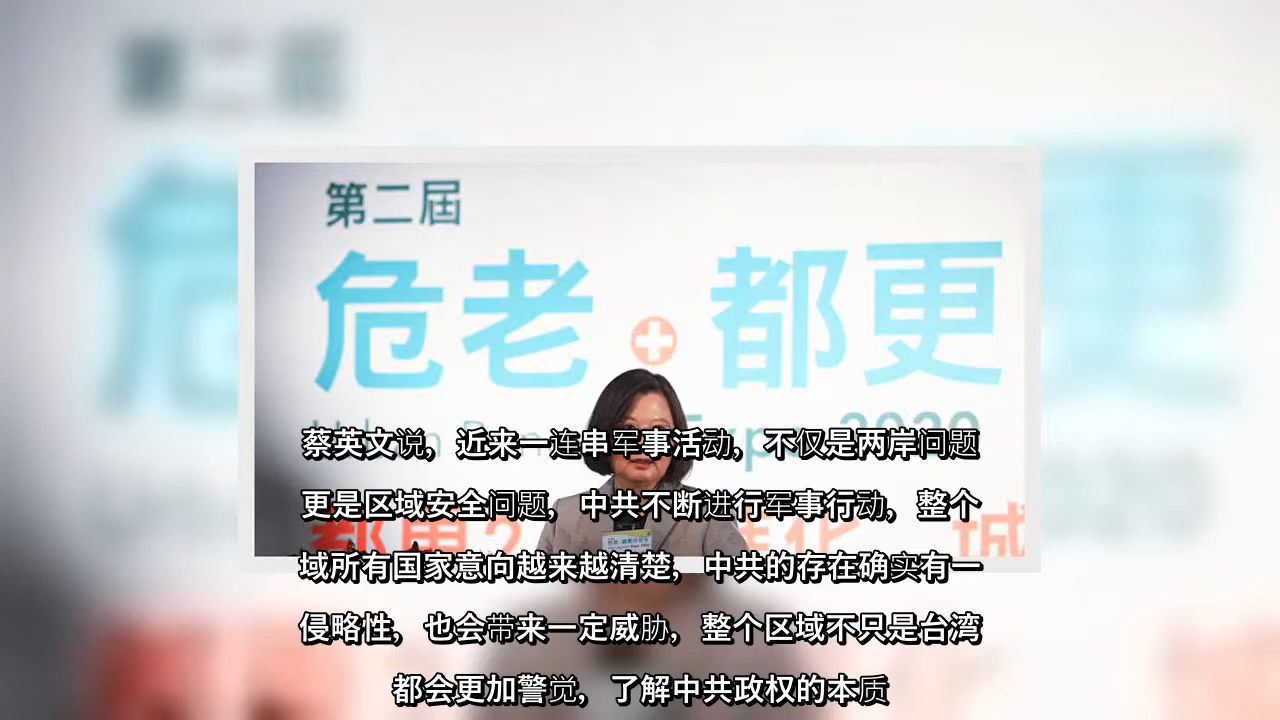 第二屆
危老+都更
Expo 2020
蔡英文说，近来一连串军事活动，不仅是两岸问题
更是区域安全问题，中共不断进行军事行动，整个
域所有国家意向越来越清楚，中共的存在确实有一
侵略性，也会带来一定威胁，整个区域不只是台湾
都会更加警觉，了解中共政权的本质